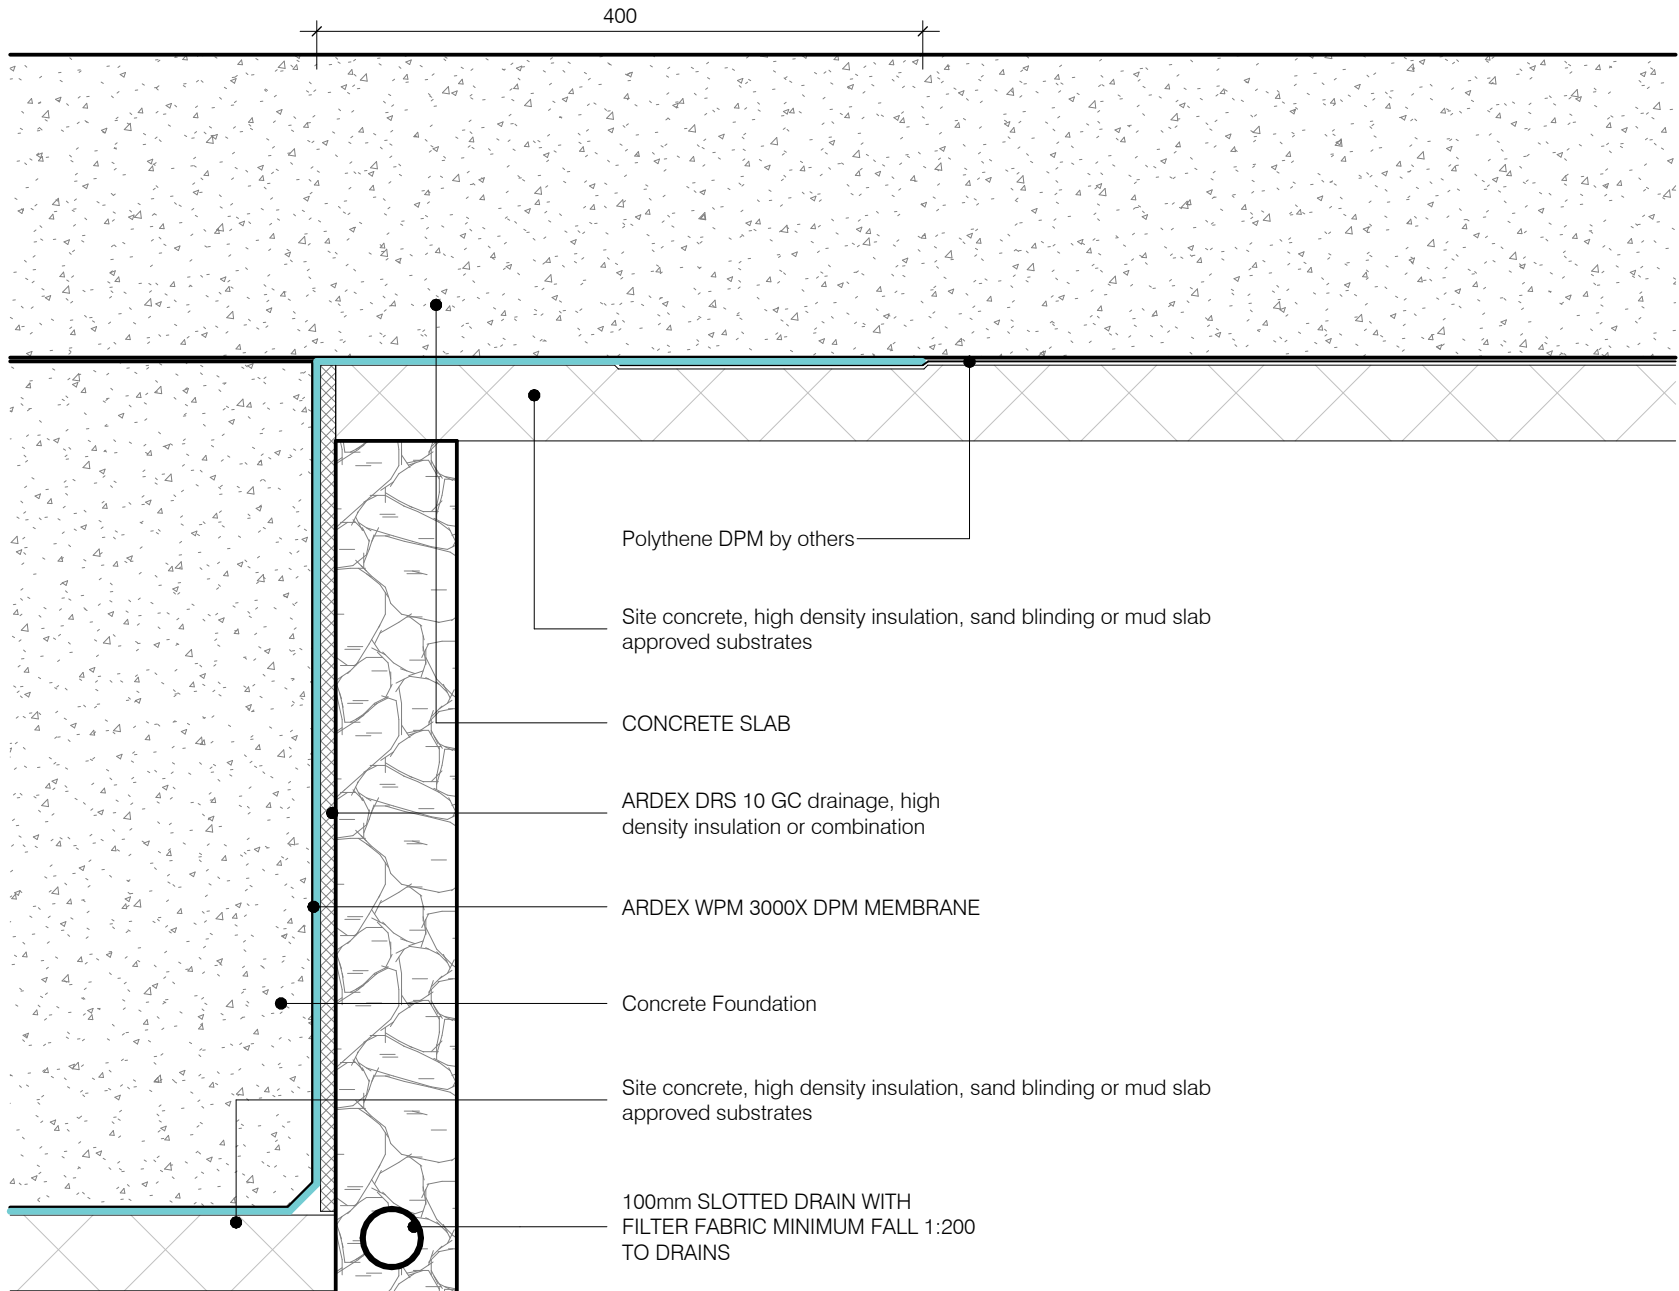 400
Polythene DPM by others
Site concrete, high density insulation, sand blinding or mud slab
approved substrates
CONCRETE SLAB
ARDEX DRS 10 GC drainage, high
density insulation or combination
ARDEX WPM 3000X DPM MEMBRANE
Concrete Foundation
Site concrete, high density insulation, sand blinding or mud slab
approved substrates
100mm SLOTTED DRAIN WITH
FILTER FABRIC MINIMUM FALL 1:200
TO DRAINS